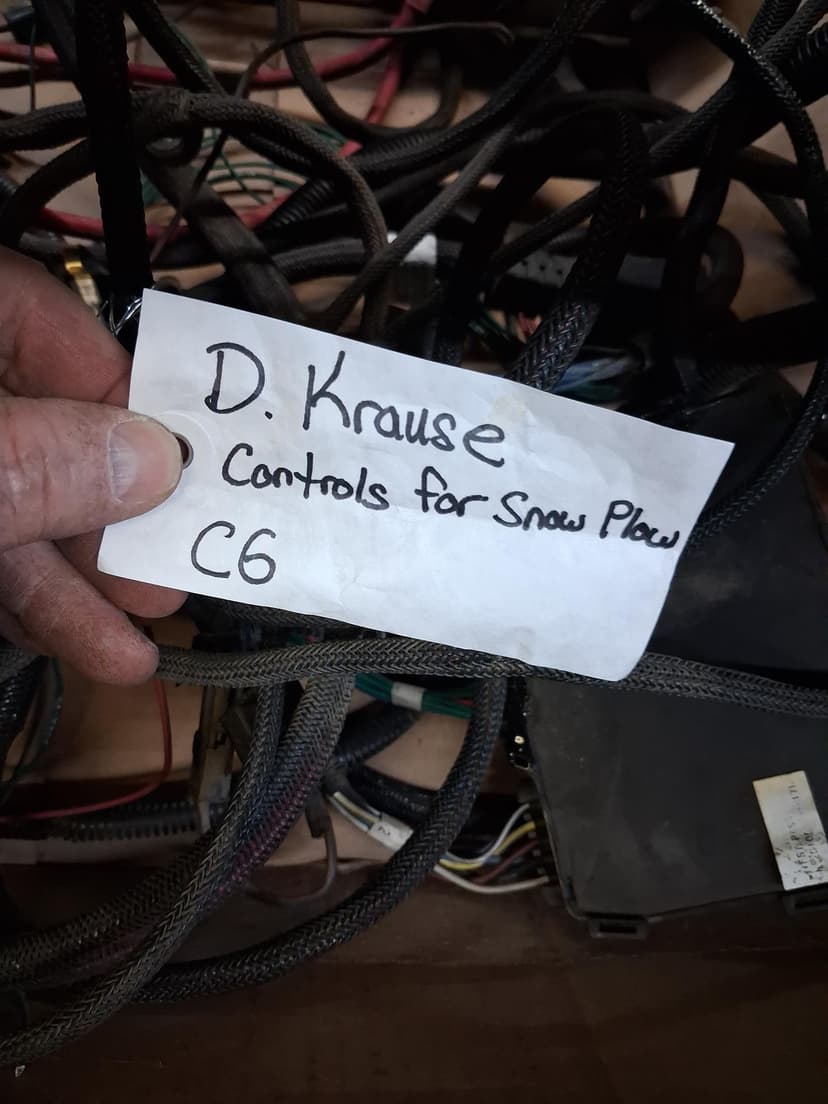 D. Krause
Controls for Snow Plow
C6